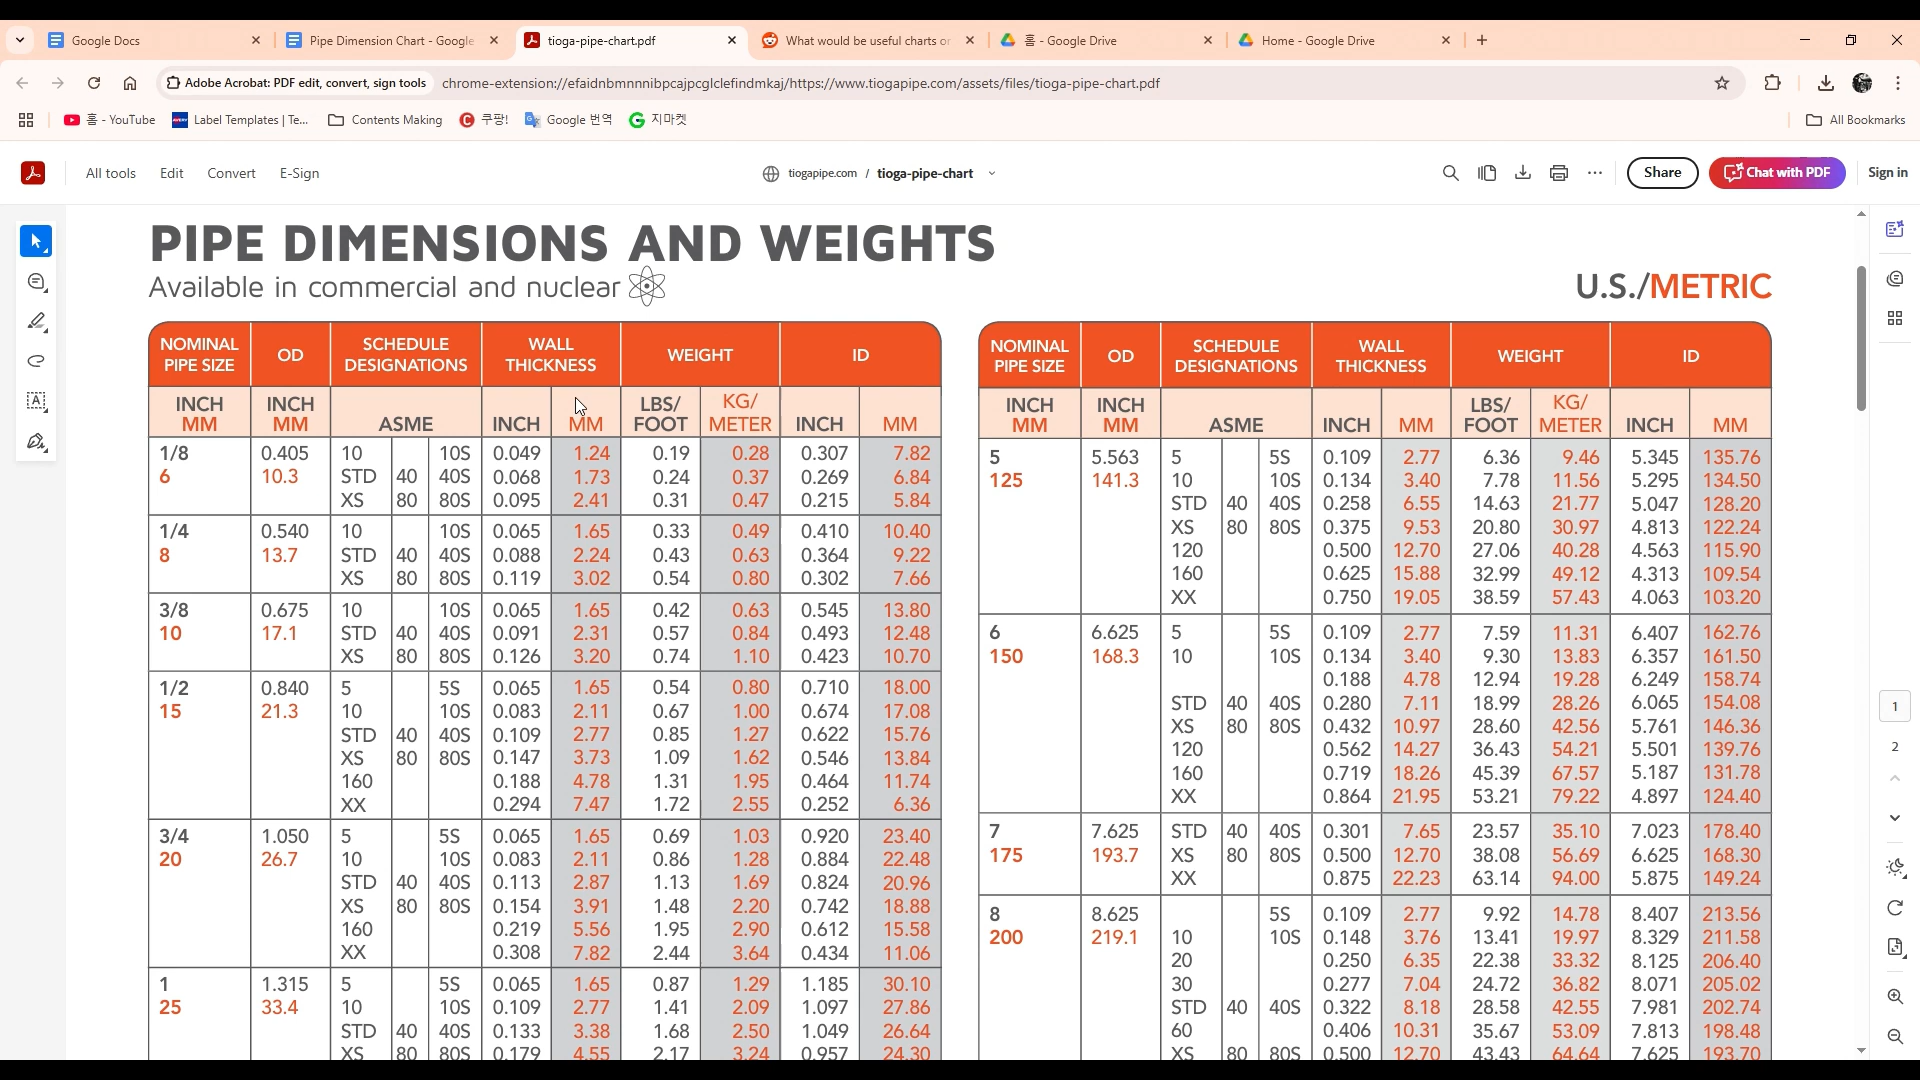 Google Docs
Pipe Dimension Chart - Google
tioga-pipe-chart.pdf
What would be useful charts or
홈 - Google Drive
Home - Google Drive
Adobe Acrobat: PDF edit, convert, sign tools
chrome-extension://efaidnbmnnnibpcajpcglclefindmkaj/https://www.tiogapipe.com/assets/files/tioga-pipe-chart.pdf
홈 - YouTube
Label Templates | Te...
Contents Making
쿠팡!
Google 번역
지마켓
All Bookmarks
All tools Edit Convert E-Sign
tiogapipe.com / tioga-pipe-chart
Share
Chat with PDF
Sign in
PIPE DIMENSIONS AND WEIGHTS
Available in commercial and nuclear
U.S./METRIC
NOMINAL PIPE SIZE OD SCHEDULE DESIGNATIONS WALL THICKNESS WEIGHT ID
INCH MM INCH MM ASME INCH MM LBS/FOOT KG/METER INCH MM
1/8 0.405 10 10S 0.049 1.24 0.19 0.28 0.307 7.82
6 10.3 STD 40 40S 0.068 1.73 0.24 0.37 0.269 6.84
XS 80 80S 0.095 2.41 0.31 0.47 0.215 5.84
1/4 0.540 10 10S 0.065 1.65 0.33 0.49 0.410 10.40
8 13.7 STD 40 40S 0.088 2.24 0.43 0.63 0.364 9.22
XS 80 80S 0.119 3.02 0.54 0.80 0.302 7.66
3/8 0.675 10 10S 0.065 1.65 0.42 0.63 0.545 13.80
10 17.1 STD 40 40S 0.091 2.31 0.57 0.84 0.493 12.48
XS 80 80S 0.126 3.20 0.74 1.10 0.423 10.70
1/2 0.840 5 5S 0.065 1.65 0.54 0.80 0.710 18.00
15 21.3 10 10S 0.083 2.11 0.67 1.00 0.674 17.08
STD 40 40S 0.109 2.77 0.85 1.27 0.622 15.76
XS 80 80S 0.147 3.73 1.09 1.62 0.546 13.84
160 0.188 4.78 1.31 1.95 0.464 11.74
XX 0.294 7.47 1.72 2.55 0.252 6.36
3/4 1.050 5 5S 0.065 1.65 0.69 1.03 0.920 23.40
20 26.7 10 10S 0.083 2.11 0.86 1.28 0.884 22.48
STD 40 40S 0.113 2.87 1.13 1.69 0.824 20.96
XS 80 80S 0.154 3.91 1.48 2.20 0.742 18.88
160 0.219 5.56 1.95 2.90 0.612 15.58
XX 0.308 7.82 2.44 3.64 0.434 11.06
1 1.315 5 5S 0.065 1.65 0.87 1.29 1.185 30.10
25 33.4 10 10S 0.109 2.77 1.41 2.09 1.097 27.86
STD 40 40S 0.133 3.38 1.68 2.50 1.049 26.64
XS 80 80S 0.179 4.55 2.17 3.24 0.957 24.30
NOMINAL PIPE SIZE OD SCHEDULE DESIGNATIONS WALL THICKNESS WEIGHT ID
INCH MM INCH MM ASME INCH MM LBS/FOOT KG/METER INCH MM
5 5.563 5 5S 0.109 2.77 6.36 9.46 5.345 135.76
125 141.3 10 10S 0.134 3.40 7.78 11.56 5.295 134.50
STD 40 40S 0.258 6.55 14.63 21.77 5.047 128.20
XS 80 80S 0.375 9.53 20.80 30.97 4.813 122.24
120 0.500 12.70 27.06 40.28 4.563 115.90
160 0.625 15.88 32.99 49.12 4.313 109.54
XX 0.750 19.05 38.59 57.43 4.063 103.20
6 6.625 5 5S 0.109 2.77 7.59 11.31 6.407 162.76
150 168.3 10 10S 0.134 3.40 9.30 13.83 6.357 161.50
0.188 4.78 12.94 19.28 6.249 158.74
STD 40 40S 0.280 7.11 18.99 28.26 6.065 154.08
XS 80 80S 0.432 10.97 28.60 42.56 5.761 146.36
120 0.562 14.27 36.43 54.21 5.501 139.76
160 0.719 18.26 45.39 67.57 5.187 131.78
XX 0.864 21.95 53.21 79.22 4.897 124.40
7 7.625 STD 40 40S 0.301 7.65 23.57 35.10 7.023 178.40
175 193.7 XS 80 80S 0.500 12.70 38.08 56.69 6.625 168.30
XX 0.875 22.23 63.14 94.00 5.875 149.24
8 8.625 5S 0.109 2.77 9.92 14.78 8.407 213.56
200 219.1 10 10S 0.148 3.76 13.41 19.97 8.329 211.58
20 0.250 6.35 22.38 33.32 8.125 206.40
30 0.277 7.04 24.72 36.82 8.071 205.02
STD 40 40S 0.322 8.18 28.58 42.55 7.981 202.74
60 0.406 10.31 35.67 53.09 7.813 198.48
XS 80 80S 0.500 12.70 43.43 64.64 7.625 193.70
1
2